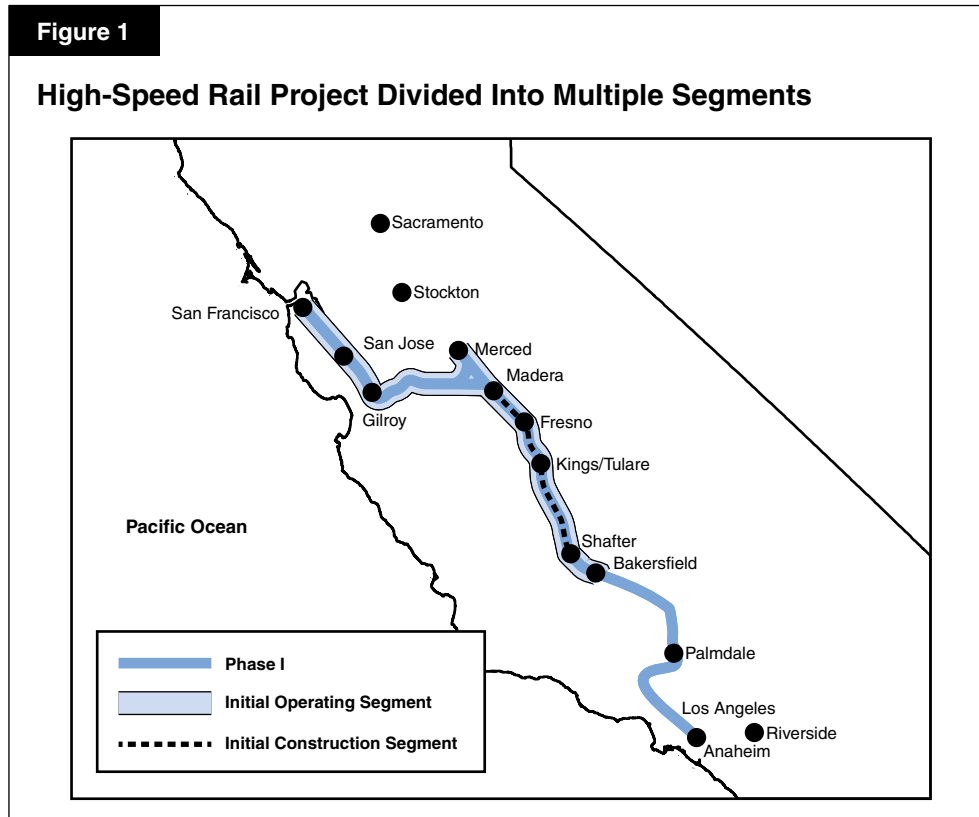 Figure 1
High-Speed Rail Project Divided Into Multiple Segments
Sacramento
Stockton
San Francisco
San Jose
Merced
Madera
Gilroy
Fresno
Kings/Tulare
Pacific Ocean
Shafter
Bakersfield
Palmdale
Los Angeles
Riverside
Anaheim
Phase I
Initial Operating Segment
Initial Construction Segment